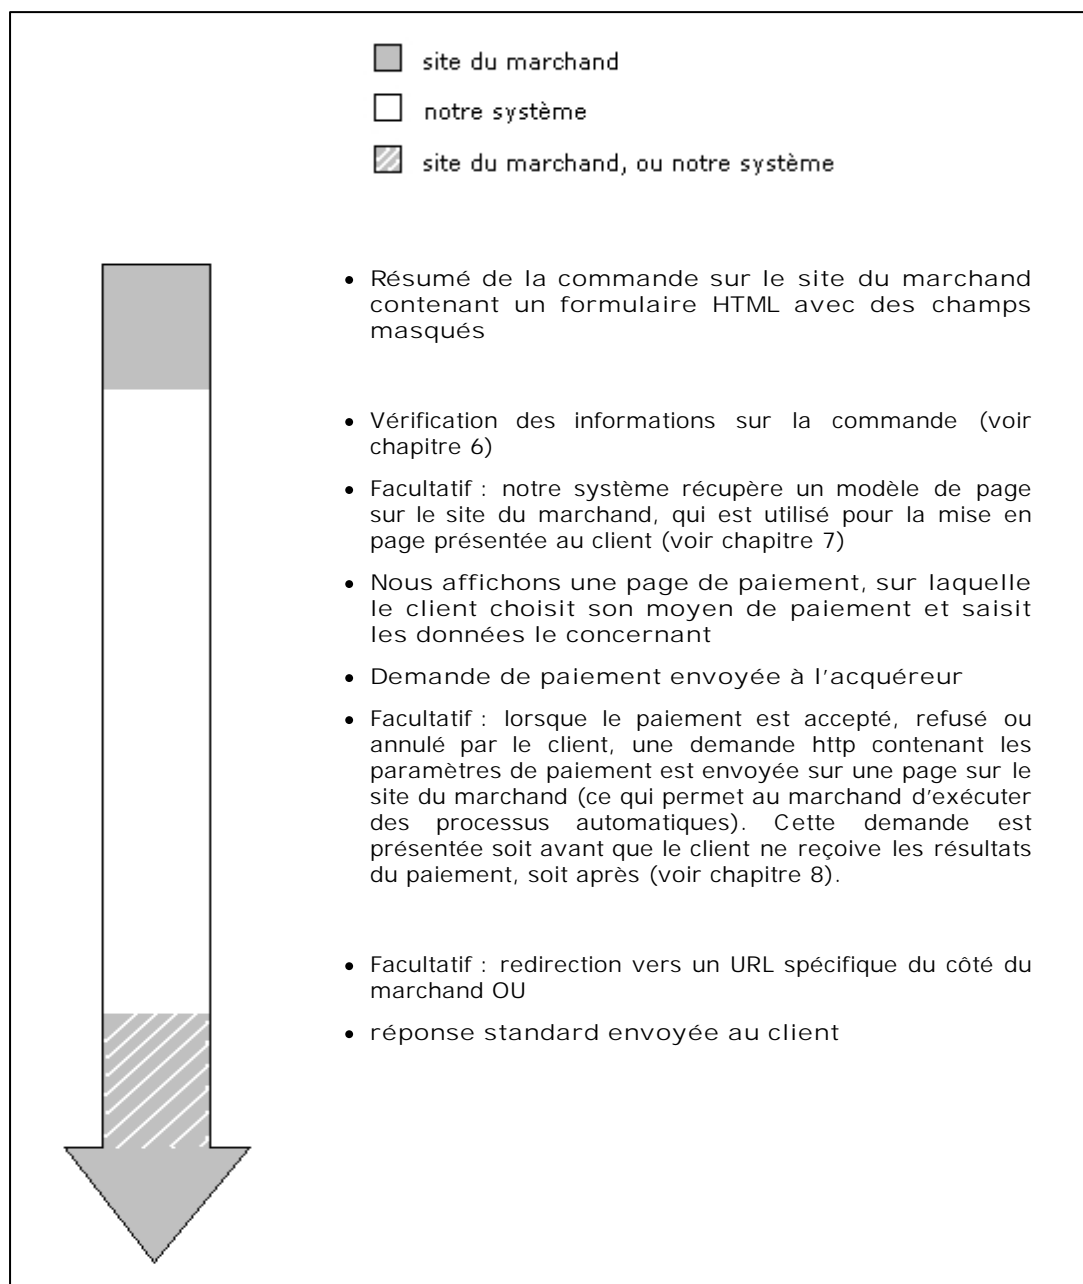 site du marchand
notre système
site du marchand, ou notre système
• Résumé de la commande sur le site du marchand
contenant un formulaire HTML avec des champs
masqués
• Vérification des informations sur la commande (voir
chapitre 6)
• Facultatif : notre système récupère un modèle de page
sur le site du marchand, qui est utilisé pour la mise en
page présentée au client (voir chapitre 7)
• Nous affichons une page de paiement, sur laquelle
le client choisit son moyen de paiement et saisit
les données le concernant
• Demande de paiement envoyée à l'acquéreur
• Facultatif : lorsque le paiement est accepté, refusé ou
annulé par le client, une demande http contenant les
paramètres de paiement est envoyée sur une page sur le
site du marchand (ce qui permet au marchand d'exécuter
des processus automatiques). Cette demande est
présentée soit avant que le client ne reçoive les résultats
du paiement, soit après (voir chapitre 8).
• Facultatif : redirection vers un URL spécifique du côté du
marchand OU
• réponse standard envoyée au client